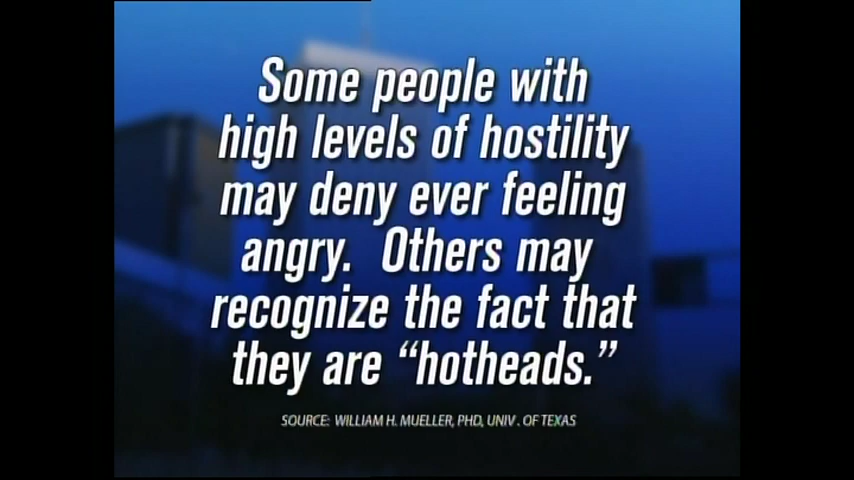 Some people with
high levels of hostility
may deny ever feeling
angry.  Others may
recognize the fact that
they are “hotheads.”
SOURCE: WILLIAM H. MUELLER, PHD, UNIV. OF TEXAS